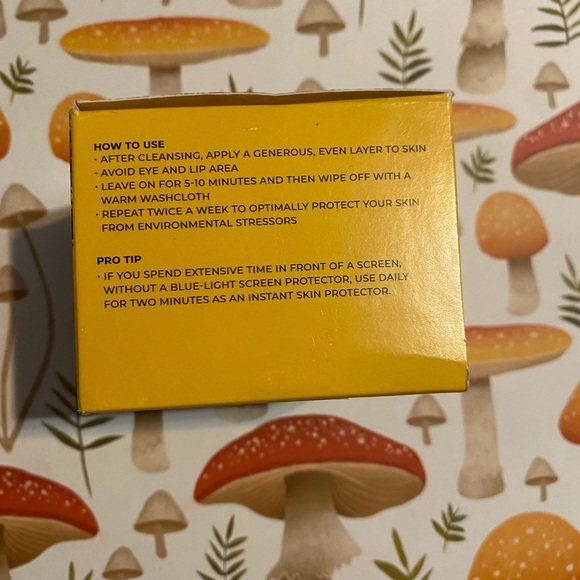 HOW TO USE
• AFTER CLEANSING, APPLY A GENEROUS, EVEN LAYER TO SKIN
• AVOID EYE AND LIP AREA
• LEAVE ON FOR 5-10 MINUTES AND THEN WIPE OFF WITH A
WARM WASHCLOTH
• REPEAT TWICE A WEEK TO OPTIMALLY PROTECT YOUR SKIN
FROM ENVIRONMENTAL STRESSORS
PRO TIP
• IF YOU SPEND EXTENSIVE TIME IN FRONT OF A SCREEN,
WITHOUT A BLUE-LIGHT SCREEN PROTECTOR, USE DAILY
FOR TWO MINUTES AS AN INSTANT SKIN PROTECTOR.